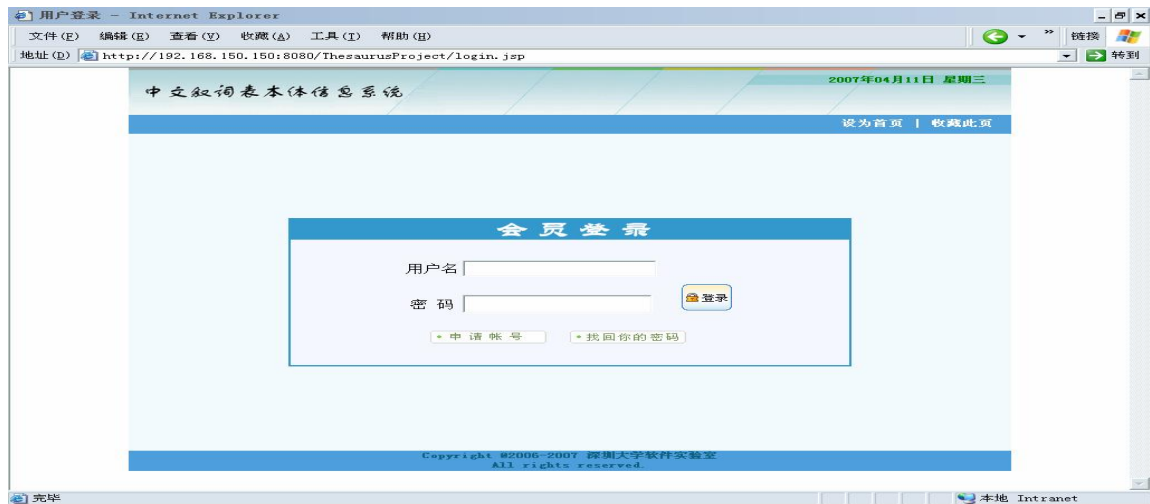 用户登录 - Internet Explorer
文件(F) 编辑(E) 查看(V) 收藏(A) 工具(T) 帮助(H) » 链接
地址(D) http://192.168.150.150:8080/ThesaurusProject/login.jsp 转到
2007年04月11日 星期三
中文叙词表本体信息系统
设为首页 | 收藏此页
会员登录
用户名
密 码
登录
申请帐号 找回你的密码
Copyright @2006-2007 深圳大学软件实验室
All rights reserved.
完毕 本地 Intranet